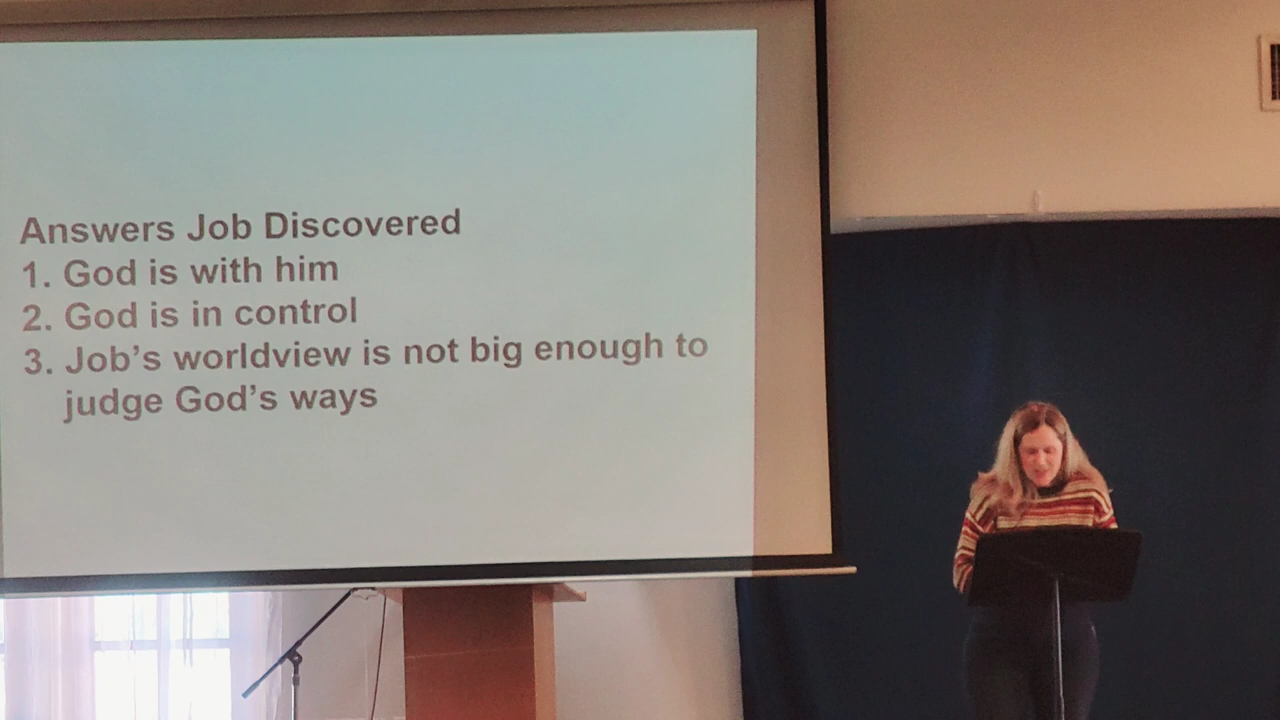 Answers Job Discovered
1. God is with him
2. God is in control
3. Job’s worldview is not big enough to
judge God’s ways